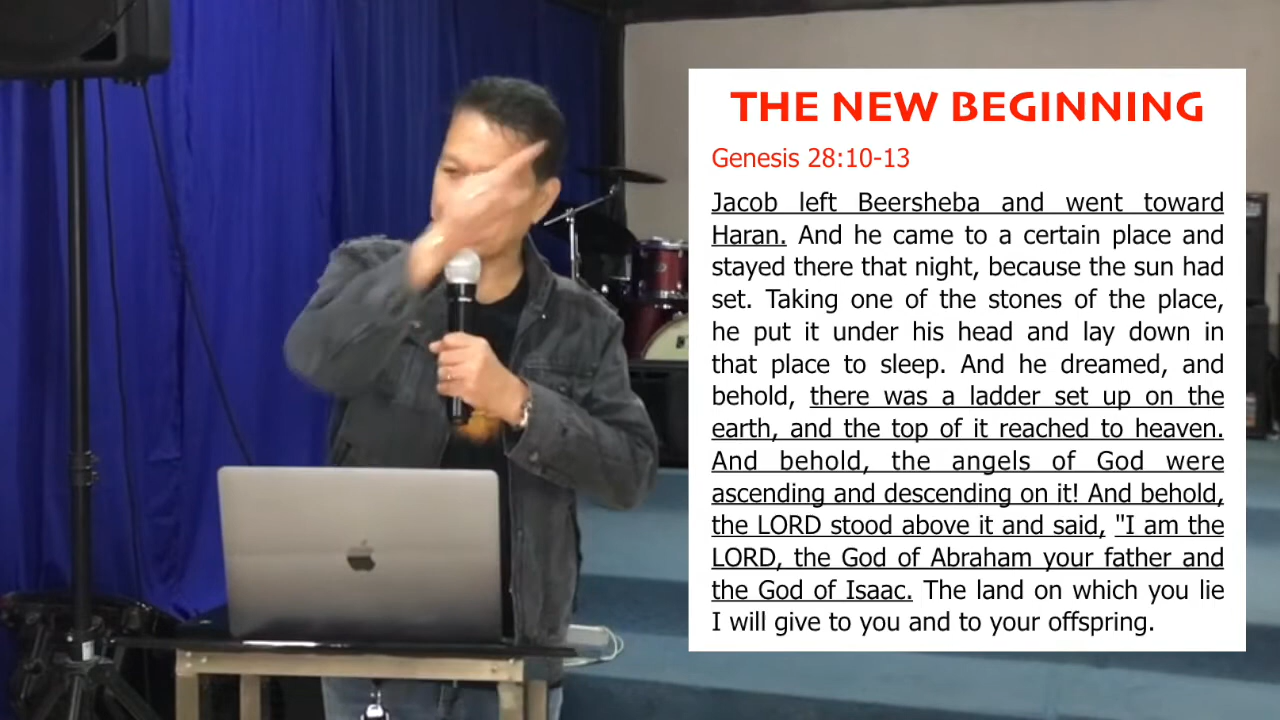 THE NEW BEGINNING
Genesis 28:10-13
Jacob left Beersheba and went toward
Haran. And he came to a certain place and
stayed there that night, because the sun had
set. Taking one of the stones of the place,
he put it under his head and lay down in
that place to sleep. And he dreamed, and
behold, there was a ladder set up on the
earth, and the top of it reached to heaven.
And behold, the angels of God were
ascending and descending on it! And behold,
the LORD stood above it and said, "I am the
LORD, the God of Abraham your father and
the God of Isaac. The land on which you lie
I will give to you and to your offspring.